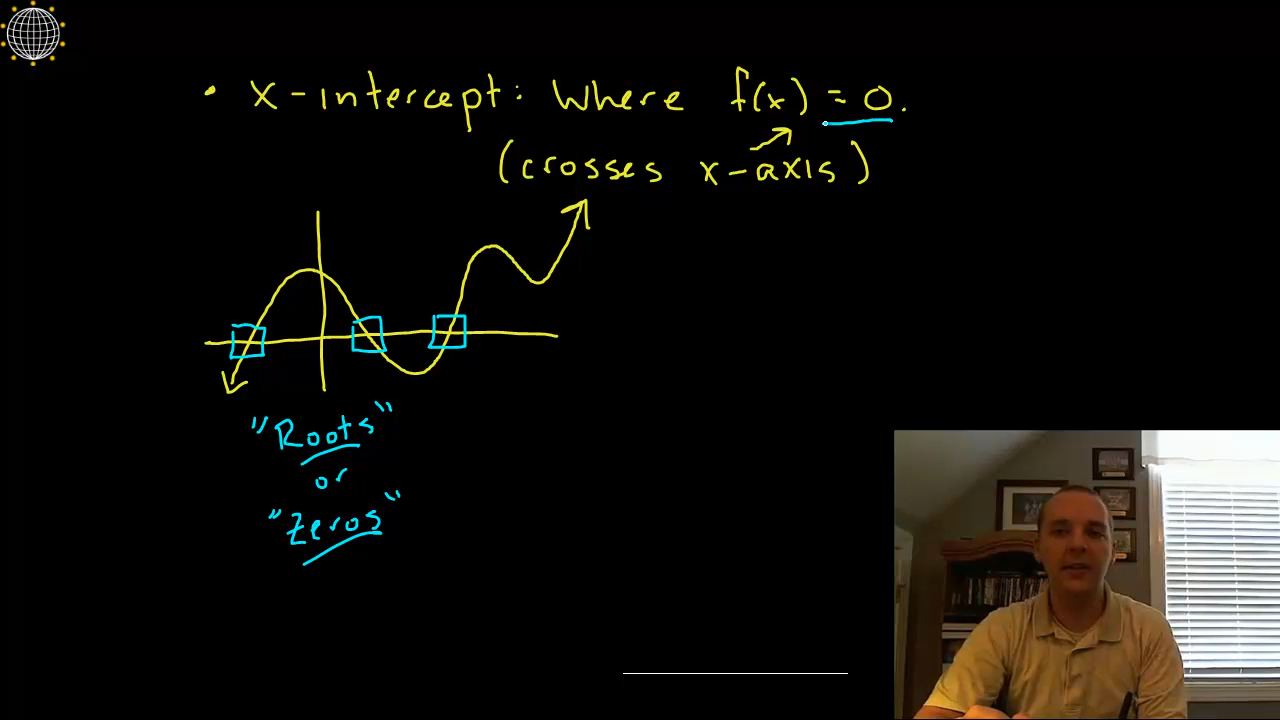 • X-intercept: Where f(x) = 0.
(crosses x-axis)
"Roots"
or
"Zeros"